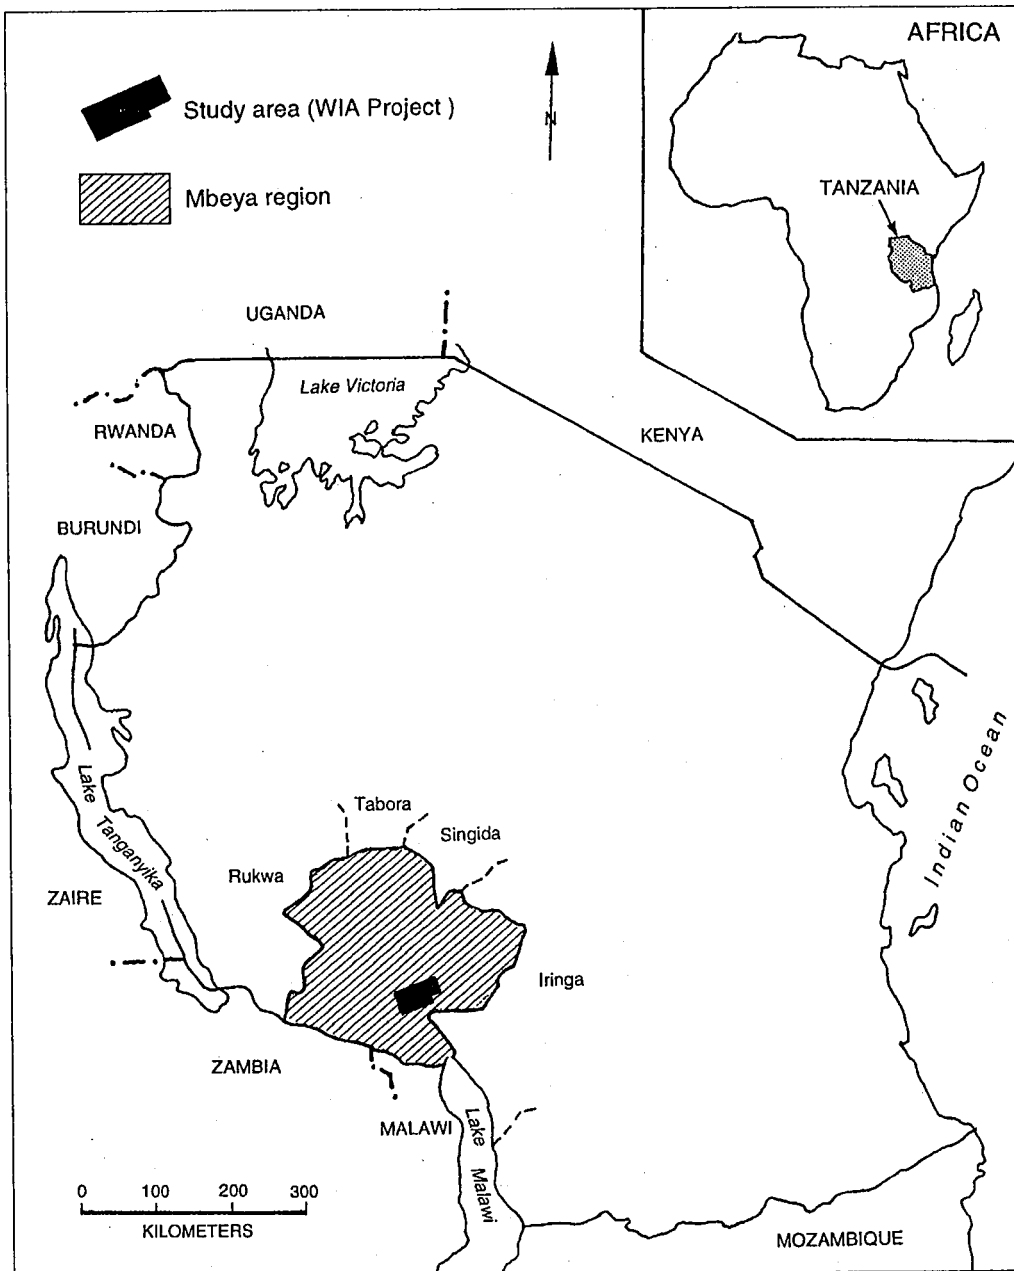 AFRICA
Study area (WIA Project )
N
Mbeya region
TANZANIA
UGANDA
Lake Victoria
RWANDA
KENYA
BURUNDI
Lake Tanganyika
Indian Ocean
Tabora
Singida
Rukwa
ZAIRE
Iringa
ZAMBIA
MALAWI
Lake Malawi
0 100 200 300
KILOMETERS
MOZAMBIQUE